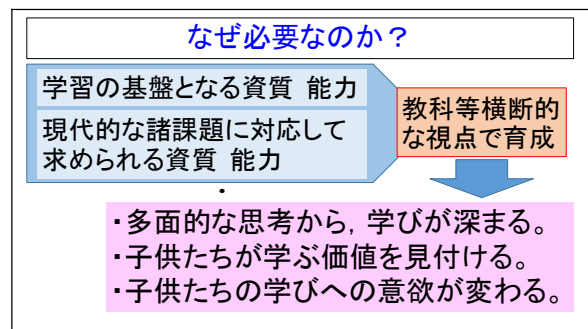 なぜ必要なのか？
学習の基盤となる資質 能力
現代的な諸課題に対応して
求められる資質 能力
教科等横断的
な視点で育成
・
・多面的な思考から，学びが深まる。
・子供たちが学ぶ価値を見付ける。
・子供たちの学びへの意欲が変わる。